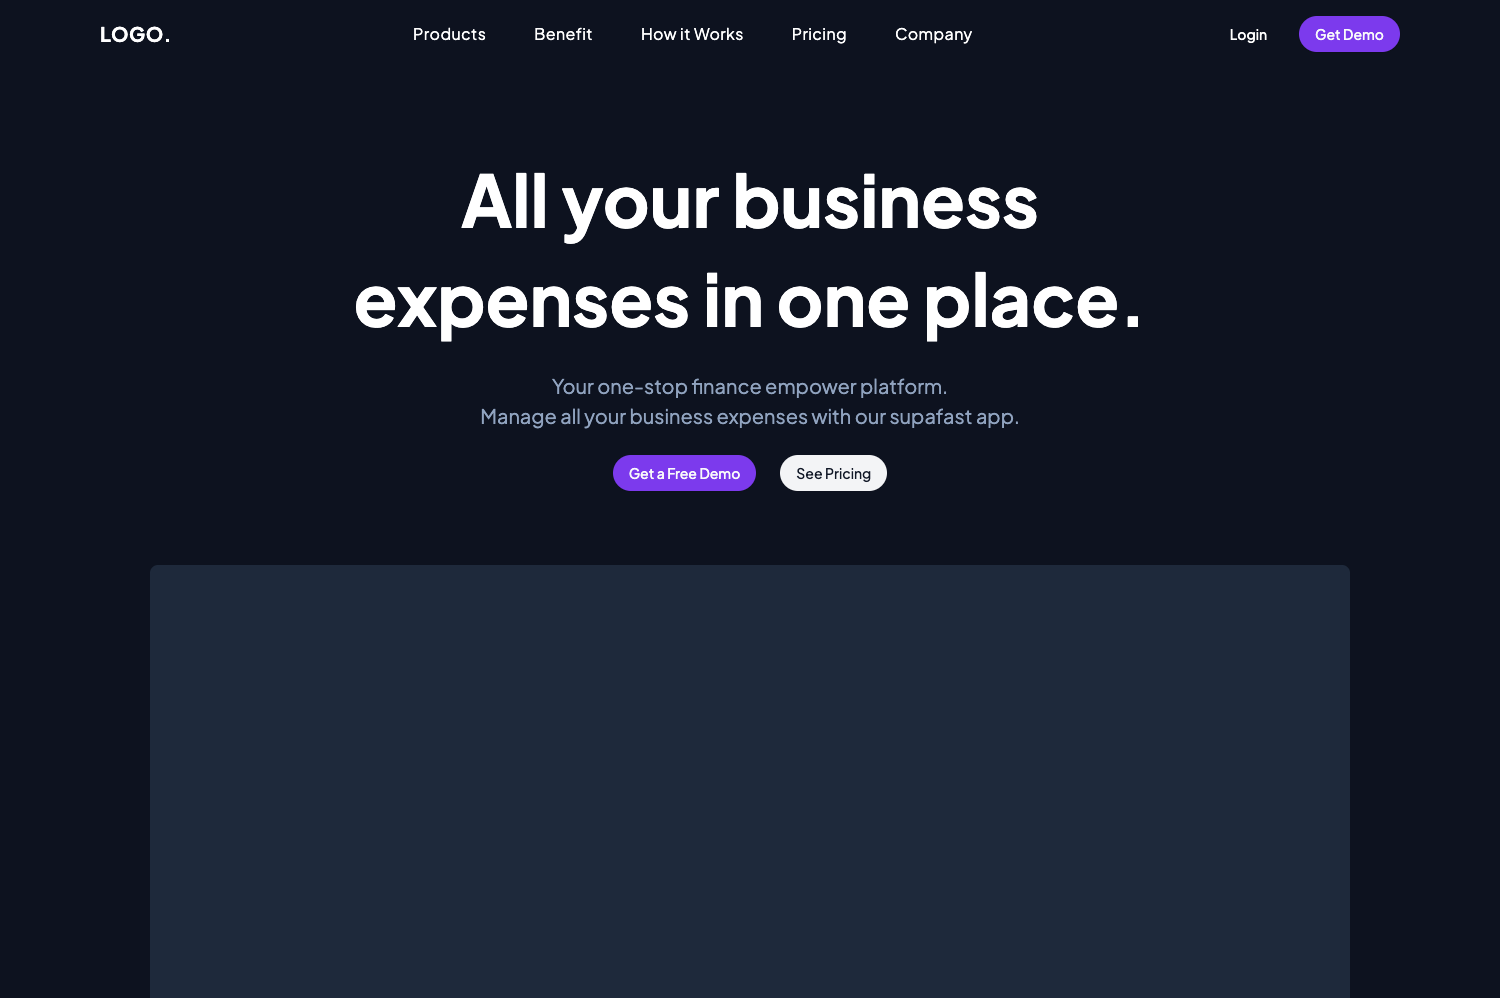 LOGO.
Products
Benefit
How it Works
Pricing
Company
Login
Get Demo
All your business
expenses in one place.
Your one-stop finance empower platform.
Manage all your business expenses with our supafast app.
Get a Free Demo
See Pricing